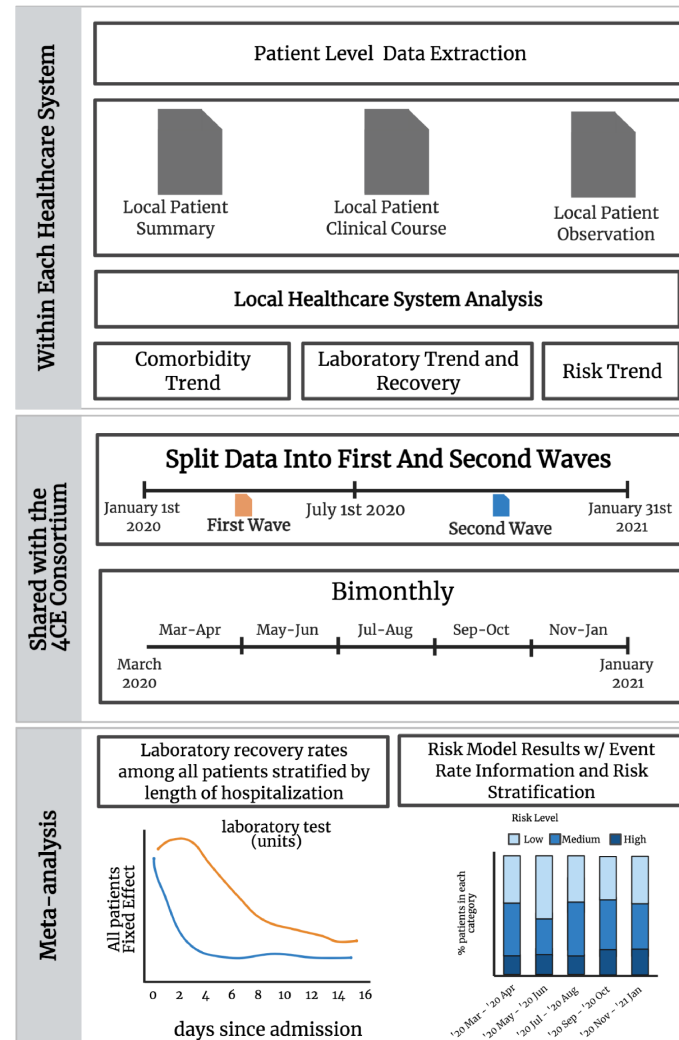 Within Each Healthcare System
Patient Level Data Extraction
Local Patient
Summary
Local Patient
Clinical Course
Local Patient
Observation
Local Healthcare System Analysis
Comorbidity
Trend
Laboratory Trend and
Recovery
Risk Trend
Shared with the
4CE Consortium
Split Data Into First And Second Waves
January 1st
2020
First Wave
July 1st 2020
Second Wave
January 31st
2021
Bimonthly
Mar-Apr
May-Jun
Jul-Aug
Sep-Oct
Nov-Jan
March
2020
January
2021
Meta-analysis
Laboratory recovery rates
among all patients stratified by
length of hospitalization
laboratory test
(units)
All patients
Fixed Effect
0 2 4 6 8 10 12 14 16
days since admission
Risk Model Results w/ Event
Rate Information and Risk
Stratification
Risk Level
Low Medium High
% patients in each
category
'20 Mar - '20 Apr
'20 May - '20 Jun
'20 Jul - '20 Aug
'20 Sep - '20 Oct
'20 Nov - '21 Jan